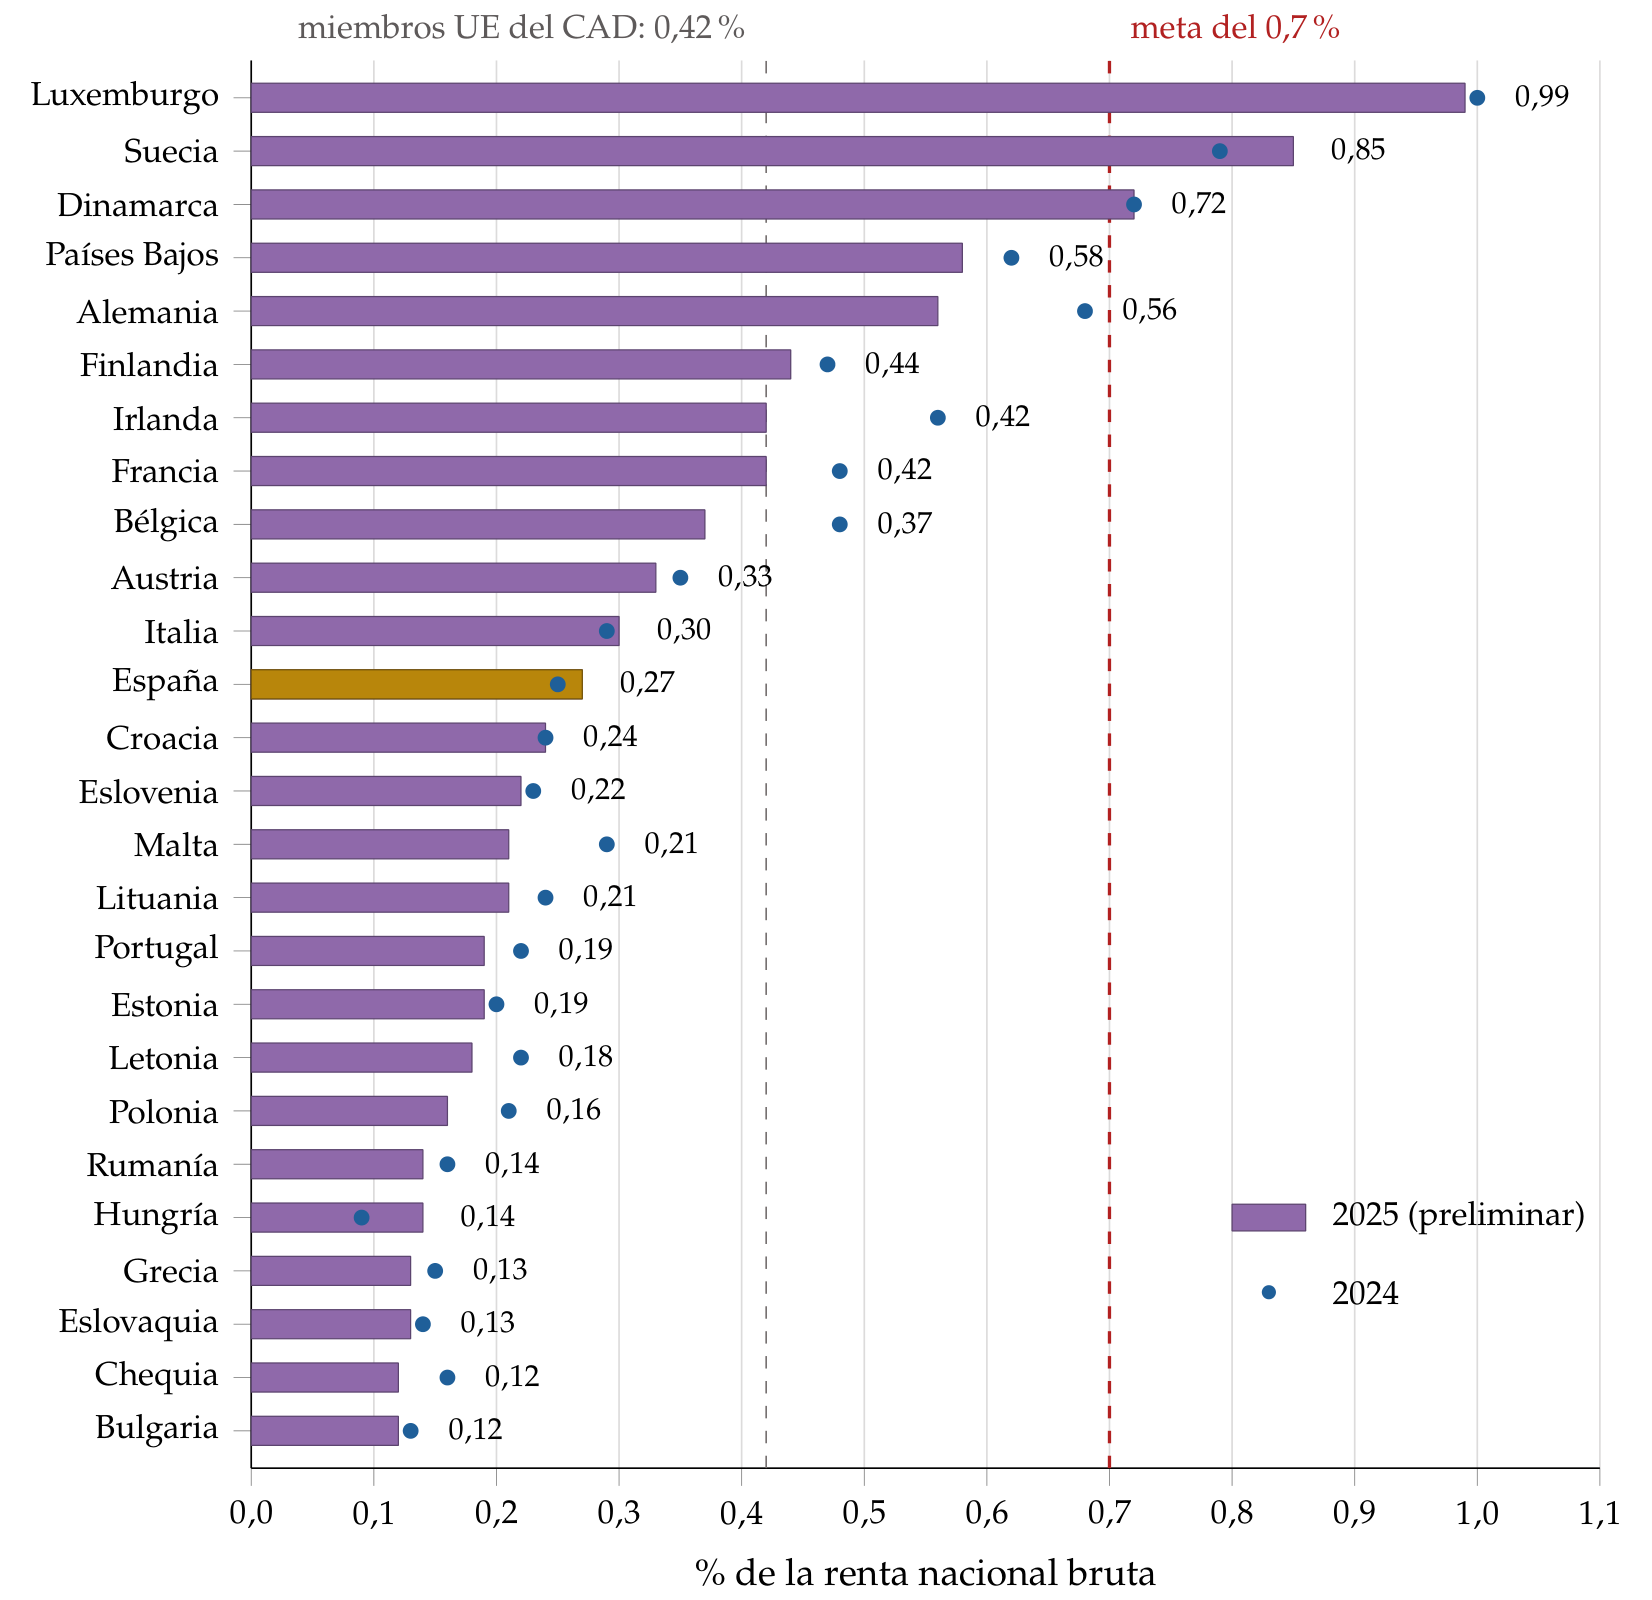 miembros UE del CAD: 0,42 % meta del 0,7 %
Luxemburgo 0,99
Suecia 0,85
Dinamarca 0,72
Países Bajos 0,58
Alemania 0,56
Finlandia 0,44
Irlanda 0,42
Francia 0,42
Bélgica 0,37
Austria 0,33
Italia 0,30
España 0,27
Croacia 0,24
Eslovenia 0,22
Malta 0,21
Lituania 0,21
Portugal 0,19
Estonia 0,19
Letonia 0,18
Polonia 0,16
Rumanía 0,14
Hungría 0,14 2025 (preliminar)
Grecia 0,13
2024
Eslovaquia 0,13
Chequia 0,12
Bulgaria 0,12
0,0 0,1 0,2 0,3 0,4 0,5 0,6 0,7 0,8 0,9 1,0 1,1
% de la renta nacional bruta